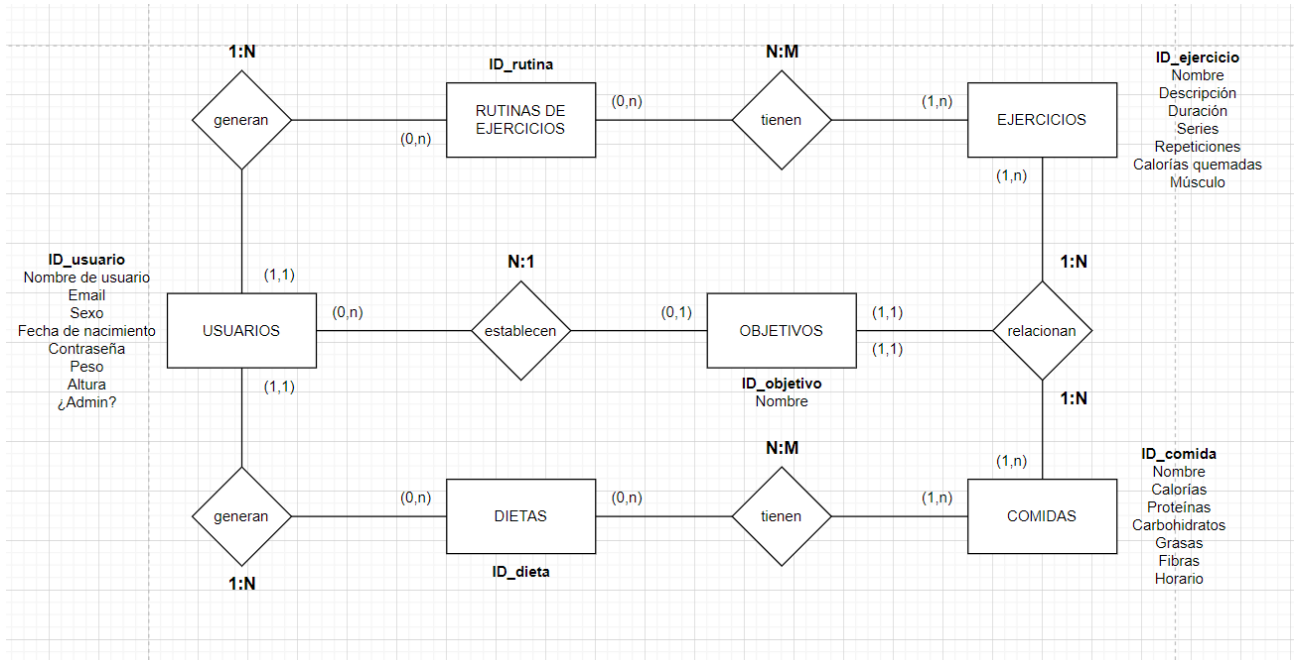 1:N
N:M
ID_rutina
ID_ejercicio
Nombre
Descripción
Duración
Series
Repeticiones
Calorías quemadas
Músculo
generan
(0,n)
RUTINAS DE
EJERCICIOS
(0,n)
tienen
(1,n)
EJERCICIOS
(1,n)
ID_usuario
Nombre de usuario
Email
Sexo
Fecha de nacimiento
Contraseña
Peso
Altura
¿Admin?
(1,1)
USUARIOS
(1,1)
(0,n)
N:1
establecen
(0,1)
OBJETIVOS
ID_objetivo
Nombre
(1,1)
(1,1)
1:N
relacionan
1:N
generan
1:N
(0,n)
DIETAS
ID_dieta
(0,n)
N:M
tienen
(1,n)
(1,n)
COMIDAS
ID_comida
Nombre
Calorías
Proteínas
Carbohidratos
Grasas
Fibras
Horario